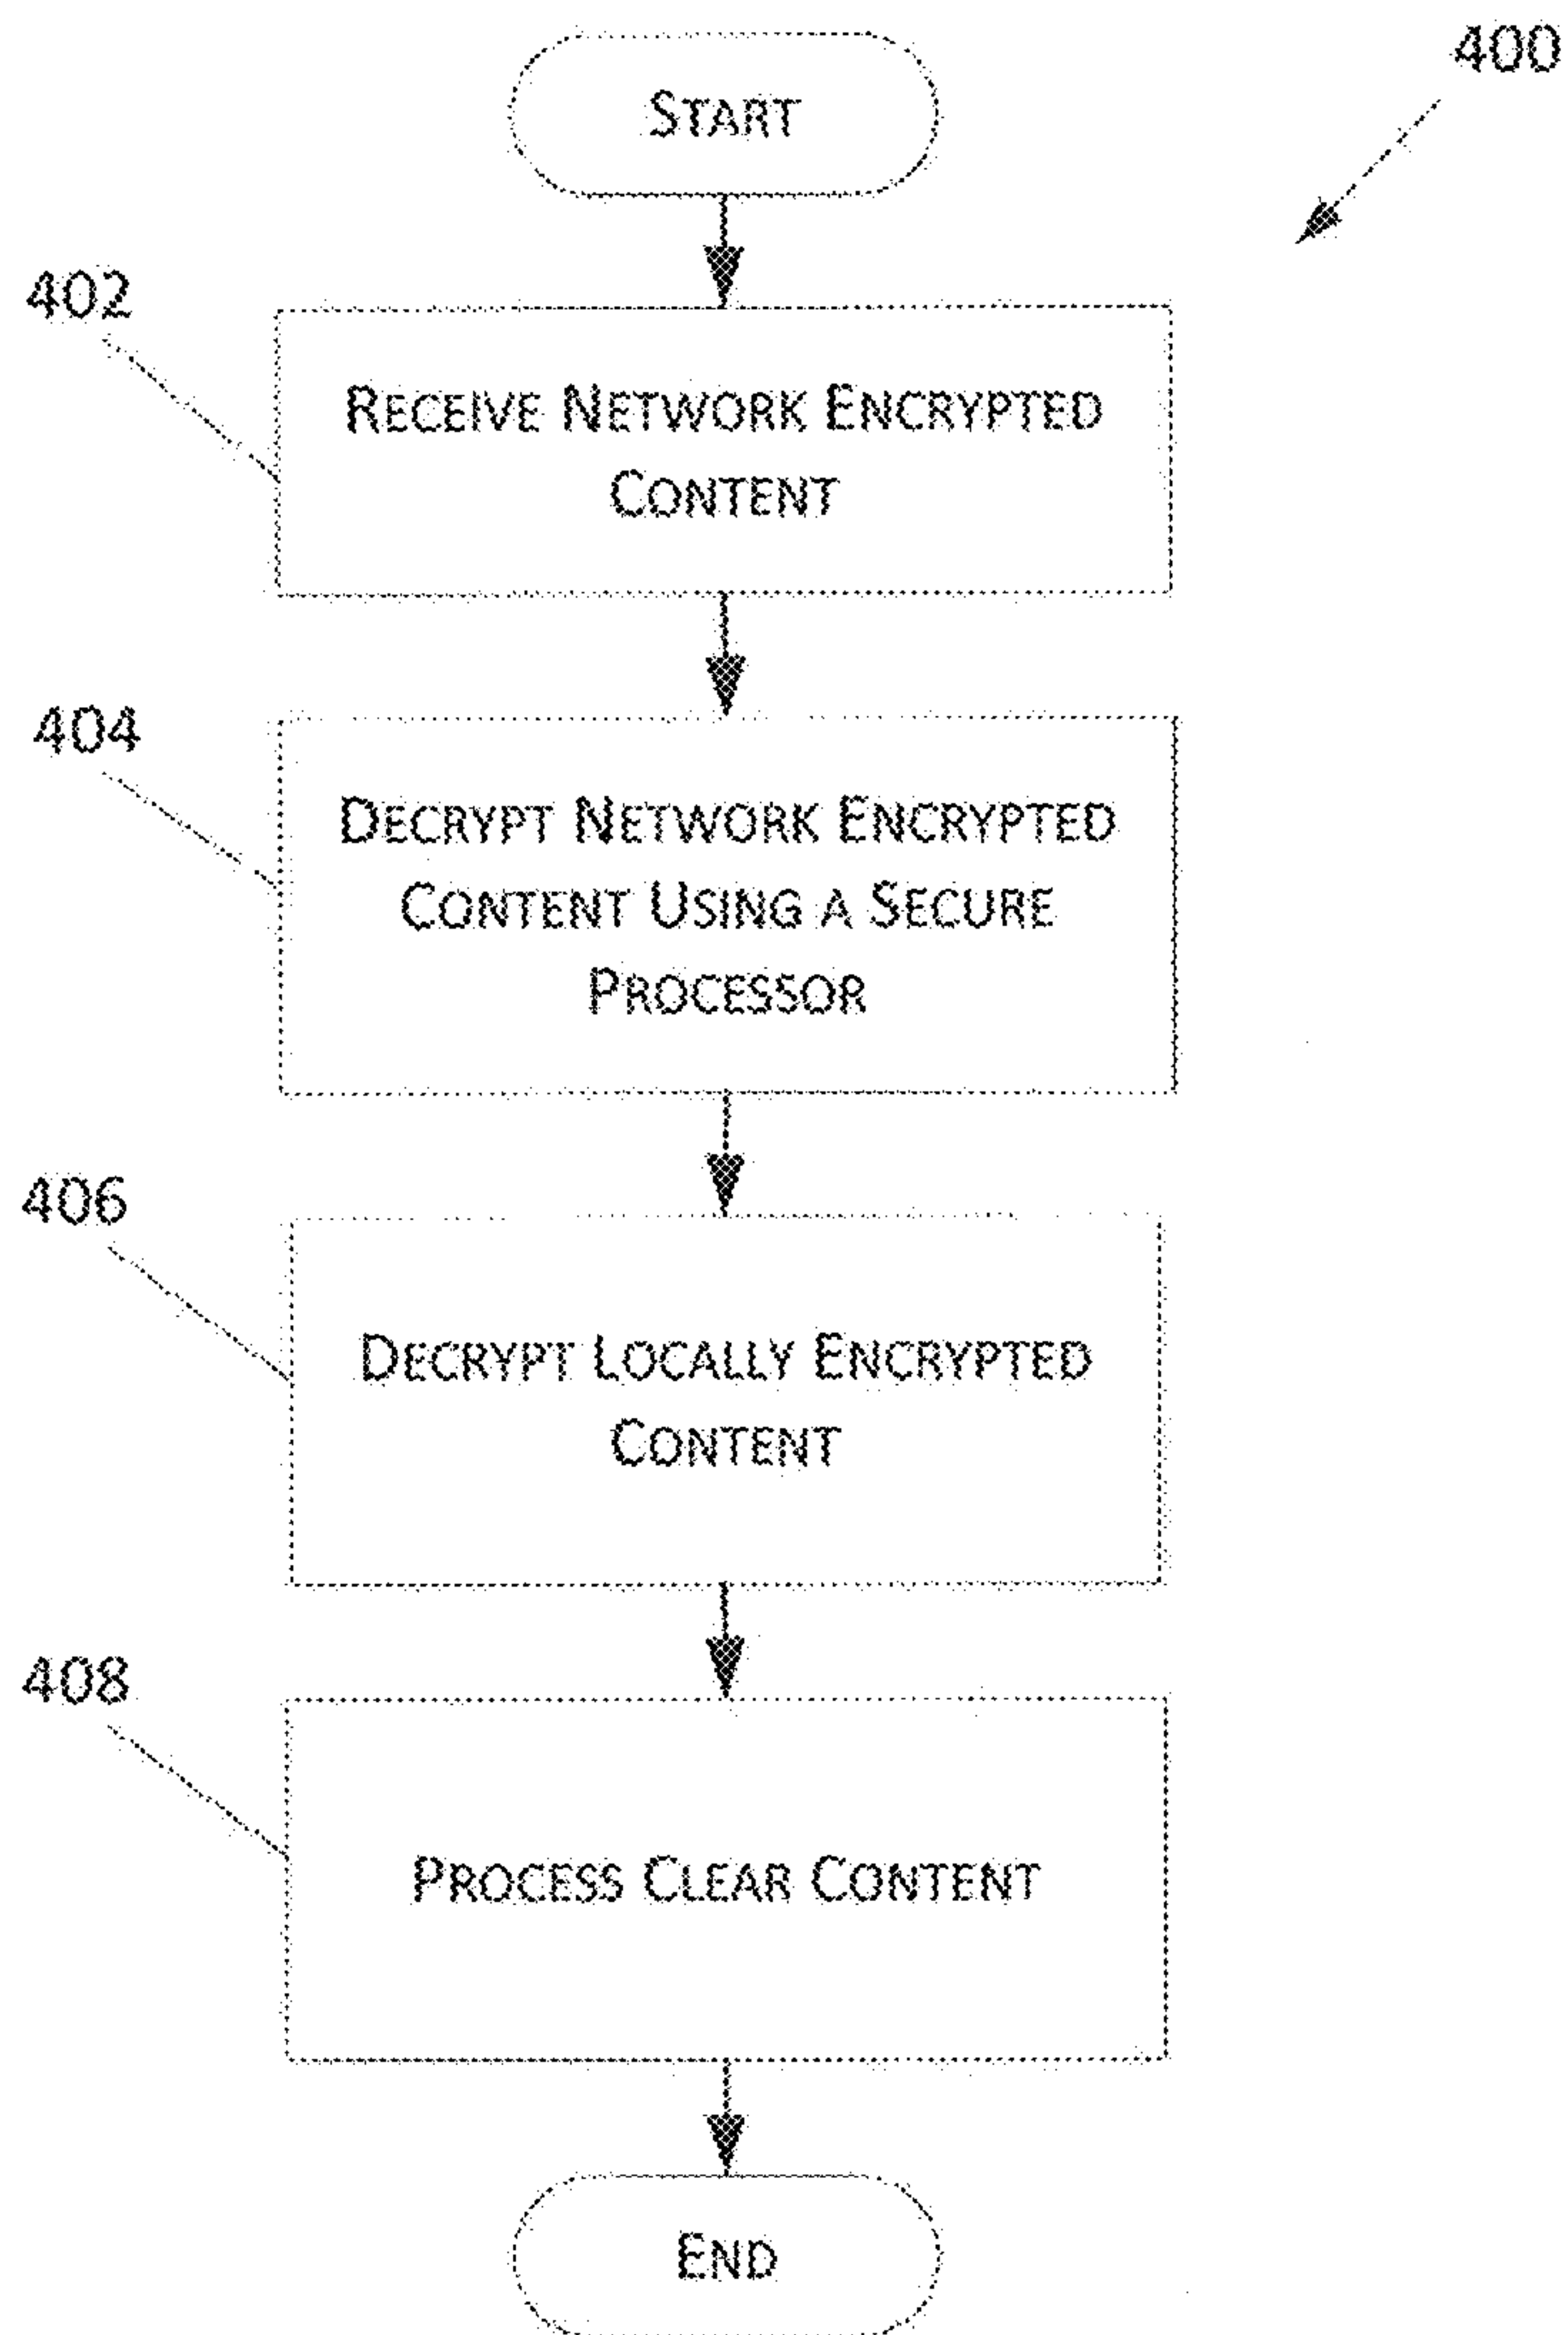 400
START
402
RECEIVE NETWORK ENCRYPTED
CONTENT
404
DECRYPT NETWORK ENCRYPTED
CONTENT USING A SECURE
PROCESSOR
406
DECRYPT LOCALLY ENCRYPTED
CONTENT
408
PROCESS CLEAR CONTENT
END